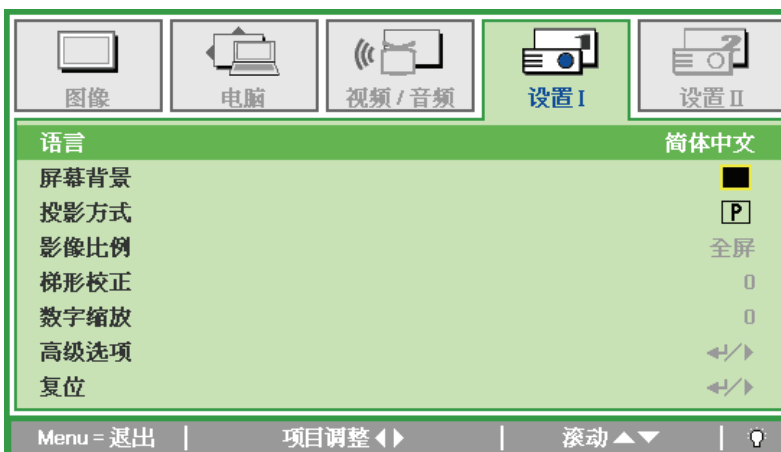 图像 电脑 视频 / 音频 设置 I 设置 II
语言 简体中文
屏幕背景
投影方式 P
影像比例 全屏
梯形校正 0
数字缩放 0
高级选项
复位
Menu = 退出 项目调整 滚动